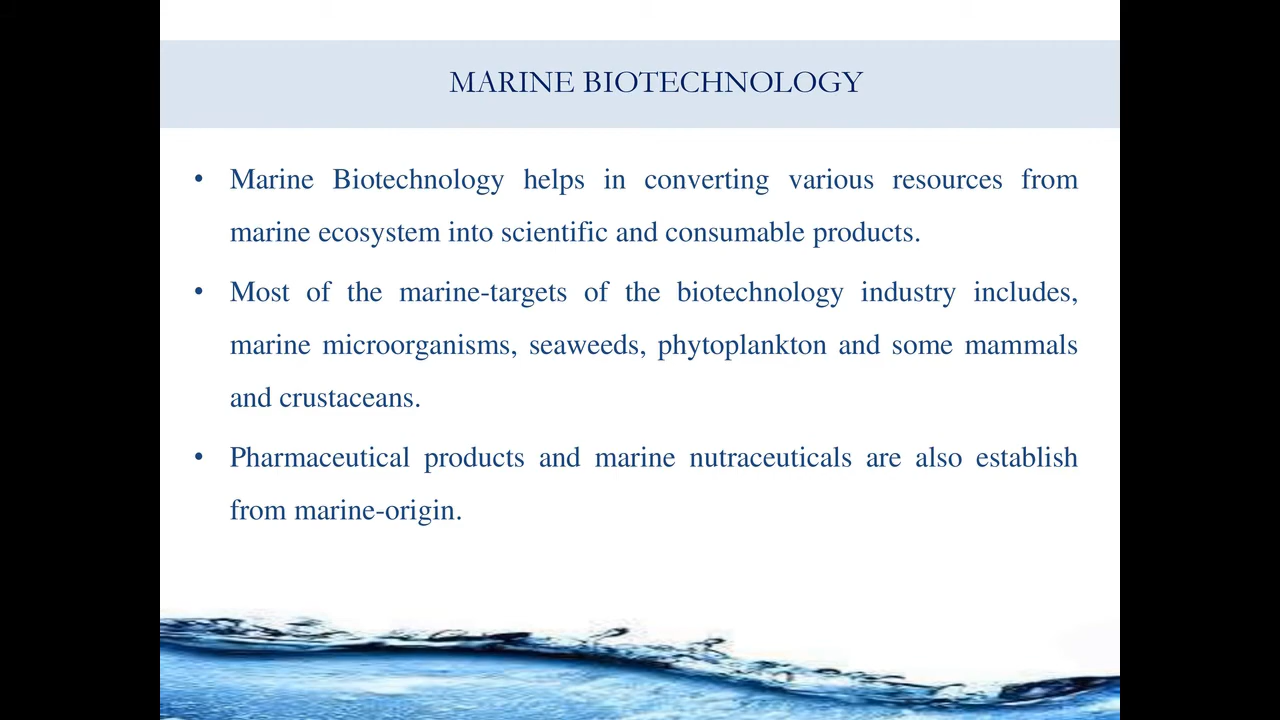 MARINE BIOTECHNOLOGY
• Marine Biotechnology helps in converting various resources from
marine ecosystem into scientific and consumable products.
• Most of the marine-targets of the biotechnology industry includes,
marine microorganisms, seaweeds, phytoplankton and some mammals
and crustaceans.
• Pharmaceutical products and marine nutraceuticals are also establish
from marine-origin.